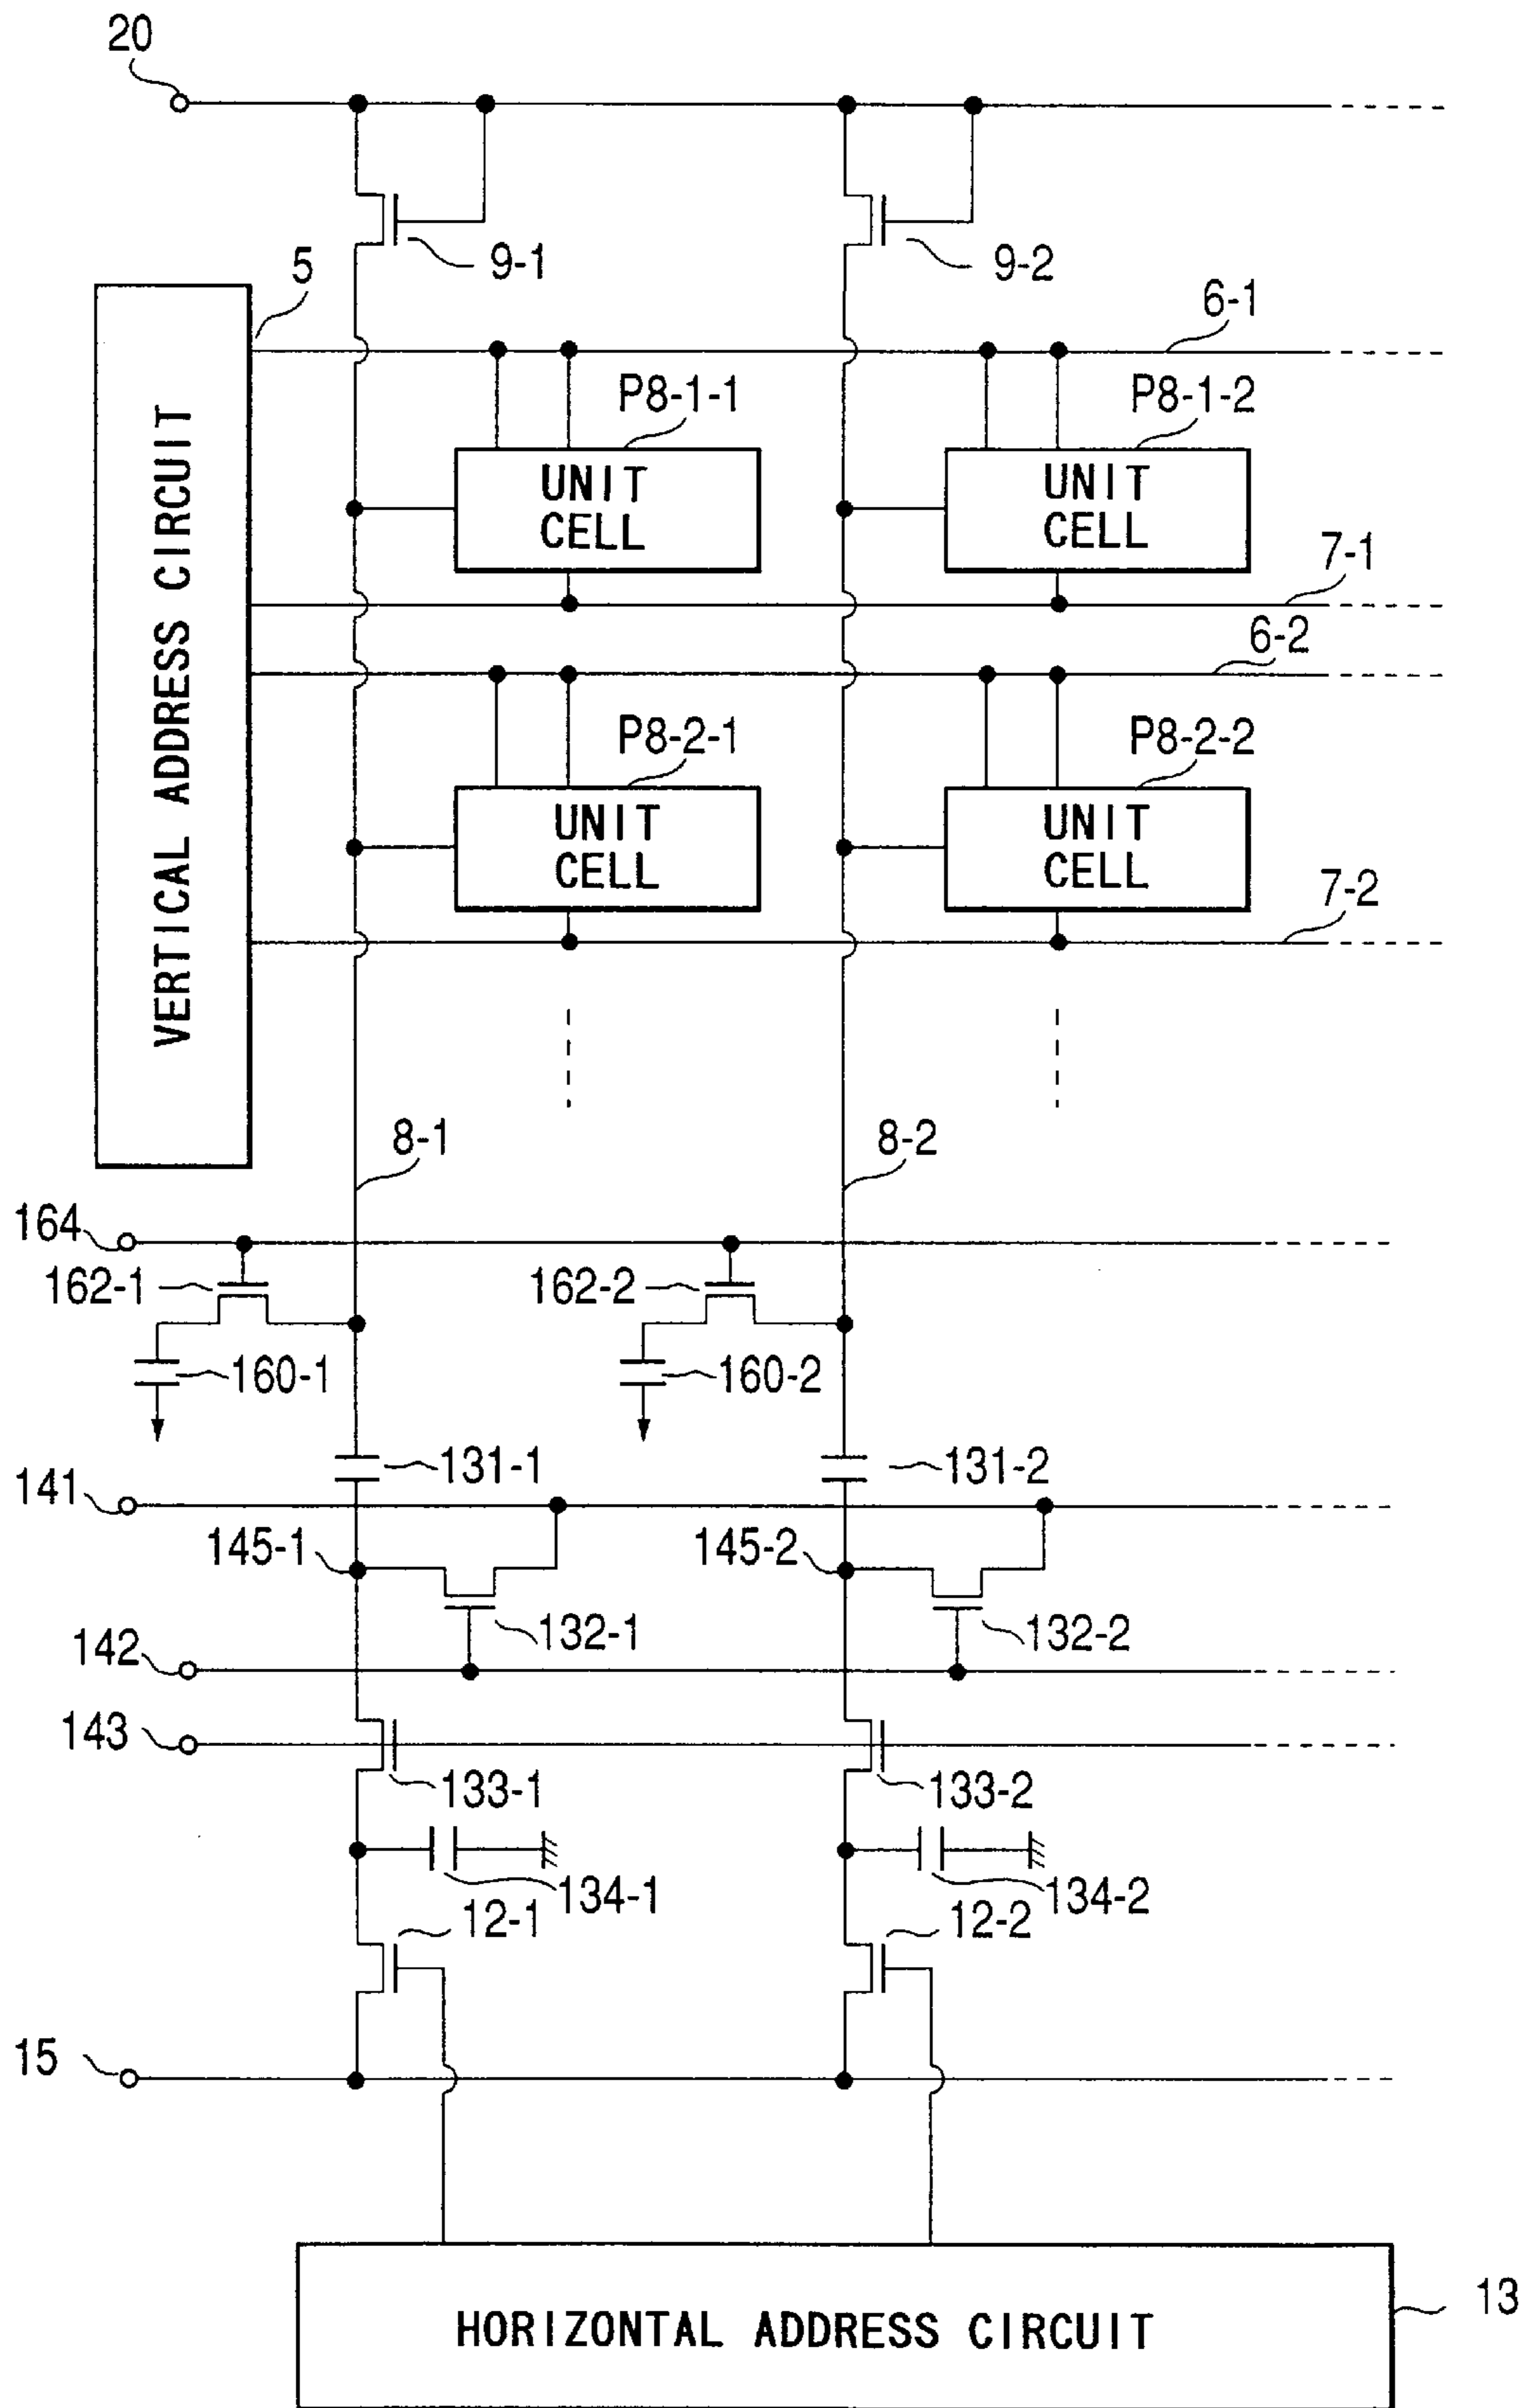 20
9-1
9-2
5
6-1
P8-1-1
P8-1-2
UNIT
CELL
UNIT
CELL
7-1
6-2
VERTICAL ADDRESS CIRCUIT
P8-2-1
P8-2-2
UNIT
CELL
UNIT
CELL
7-2
8-1
8-2
164
162-1
162-2
160-1
160-2
131-1
131-2
141
145-1
145-2
132-1
132-2
142
143
133-1
133-2
134-1
134-2
12-1
12-2
15
13
HORIZONTAL ADDRESS CIRCUIT